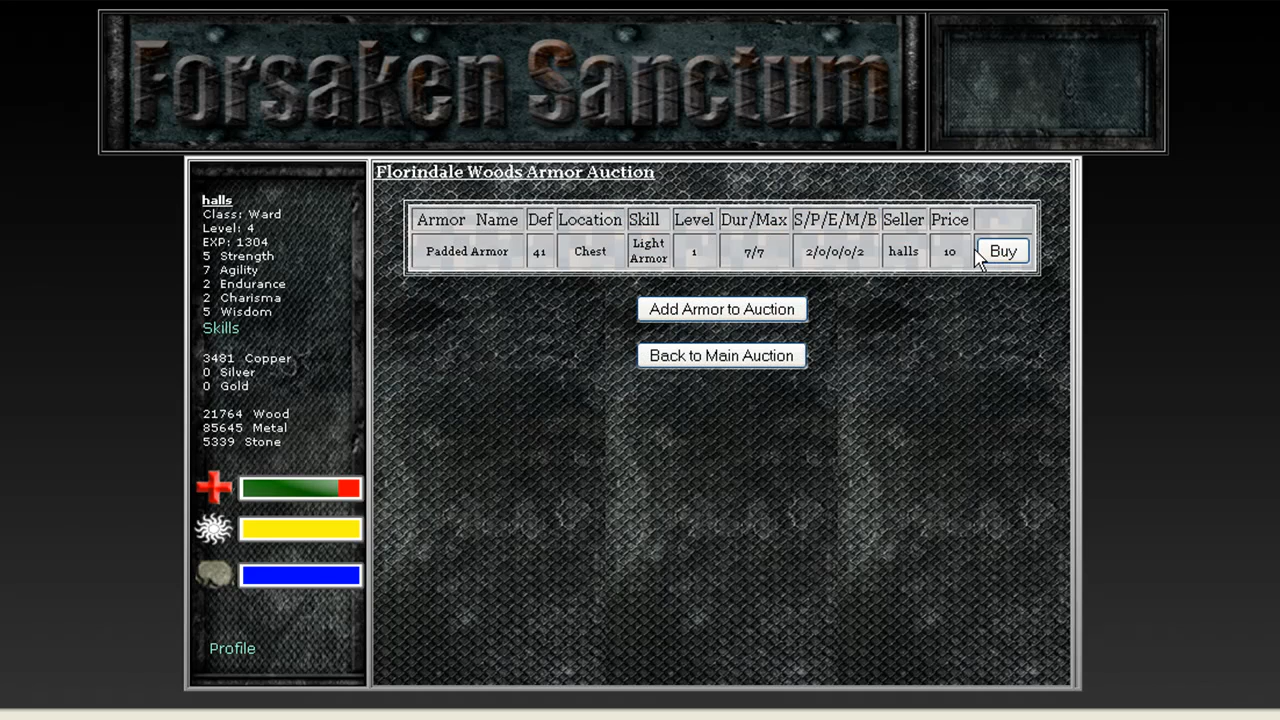 Forsaken Sanctum
Florindale Woods Armor Auction
halls
Class: Ward
Level: 4
EXP: 1304
5 Strength
7 Agility
2 Endurance
2 Charisma
5 Wisdom
Skills
3481 Copper
0 Silver
0 Gold
21764 Wood
85645 Metal
5339 Stone
Profile
Armor Name Def Location Skill Level Dur/Max S/P/E/M/B Seller Price
Padded Armor 41 Chest Light Armor 1 7/7 2/0/0/0/2 halls 10 Buy
Add Armor to Auction
Back to Main Auction